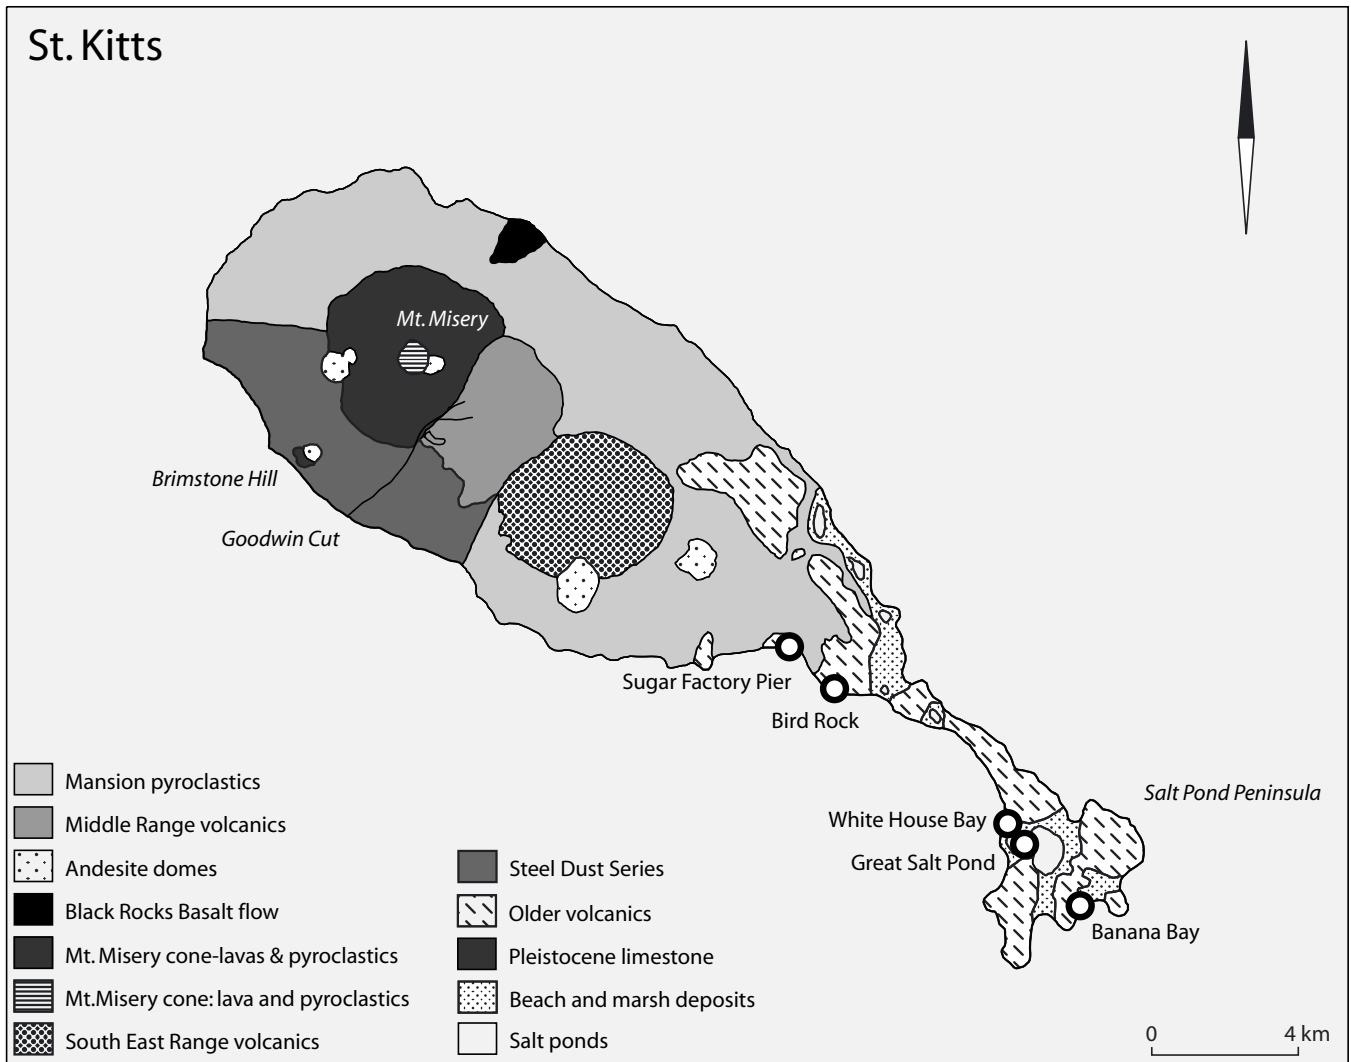 St. Kitts
Mt. Misery
Brimstone Hill
Goodwin Cut
Sugar Factory Pier
Bird Rock
Salt Pond Peninsula
White House Bay
Great Salt Pond
Banana Bay
Mansion pyroclastics
Middle Range volcanics
Andesite domes
Black Rocks Basalt flow
Mt. Misery cone-lavas & pyroclastics
Mt.Misery cone: lava and pyroclastics
South East Range volcanics
Steel Dust Series
Older volcanics
Pleistocene limestone
Beach and marsh deposits
Salt ponds
0 4 km